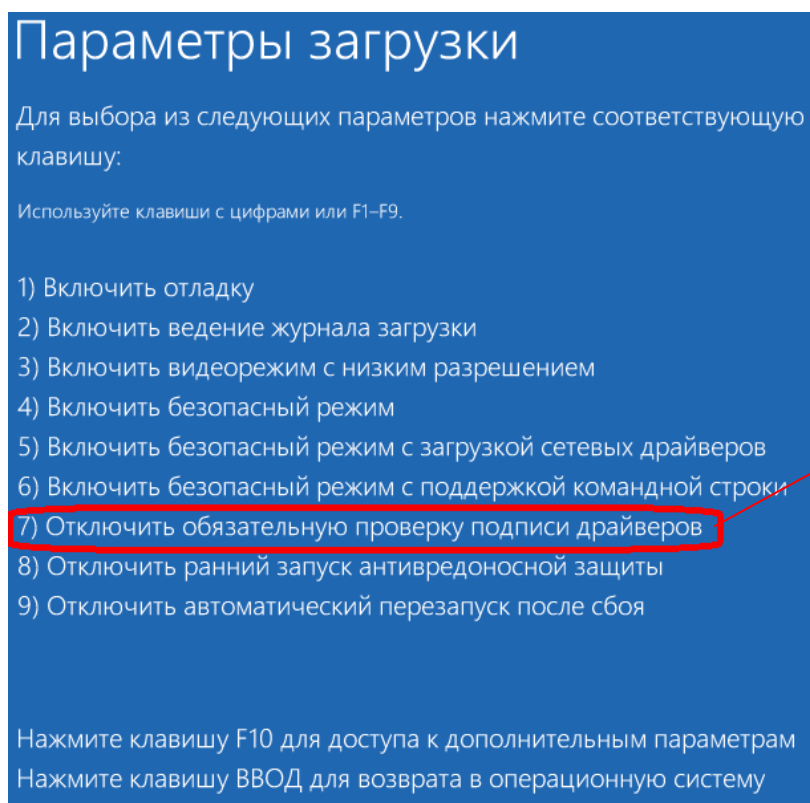 Параметры загрузки
Для выбора из следующих параметров нажмите соответствующую
клавишу:
Используйте клавиши с цифрами или F1–F9.
1) Включить отладку
2) Включить ведение журнала загрузки
3) Включить видеорежим с низким разрешением
4) Включить безопасный режим
5) Включить безопасный режим с загрузкой сетевых драйверов
6) Включить безопасный режим с поддержкой командной строки
7) Отключить обязательную проверку подписи драйверов
8) Отключить ранний запуск антивредоносной защиты
9) Отключить автоматический перезапуск после сбоя
Нажмите клавишу F10 для доступа к дополнительным параметрам
Нажмите клавишу ВВОД для возврата в операционную систему